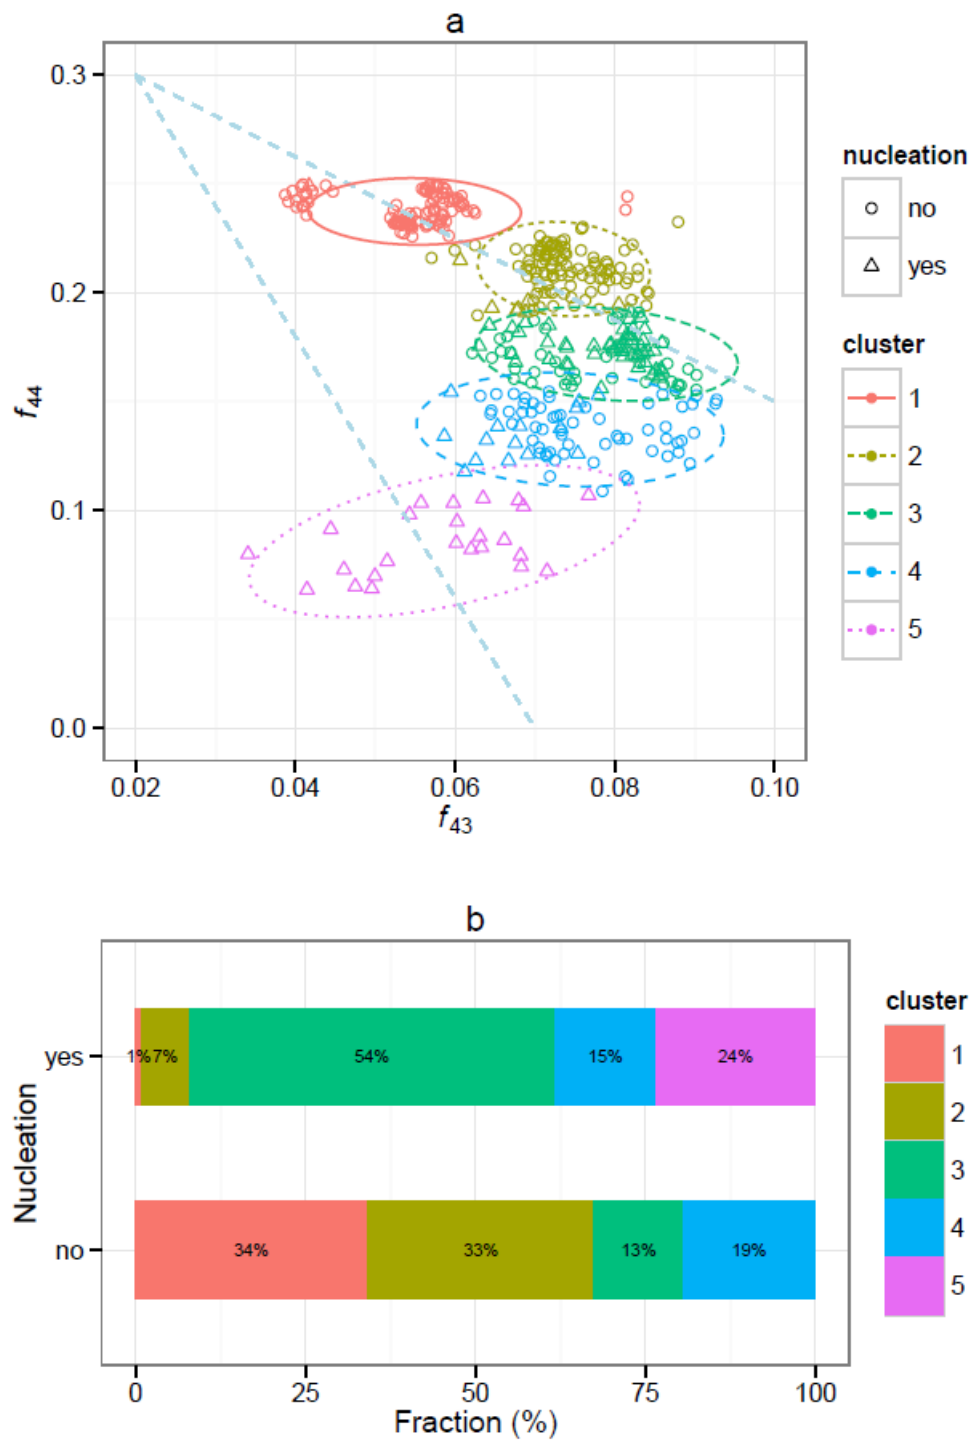 a
0.3
0.2
0.1
0.0
f44
0.02 0.04 0.06 0.08 0.10
f43
nucleation
no
yes
cluster
1
2
3
4
5
b
yes
1% 7% 54% 15% 24%
Nucleation
no
34% 33% 13% 19%
0 25 50 75 100
Fraction (%)
cluster
1
2
3
4
5